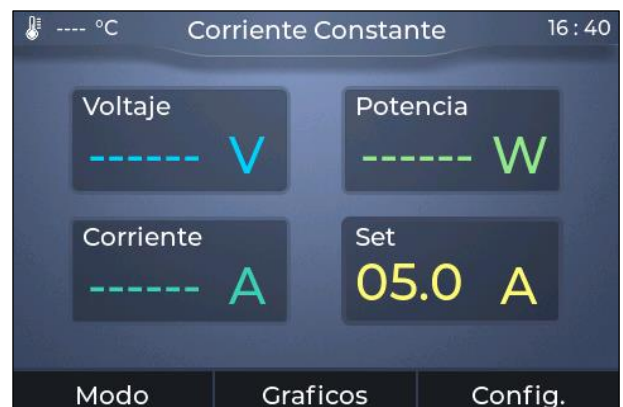 ---- °C Corriente Constante 16 : 40
Voltaje Potencia
------ V ------ W
Corriente Set
------ A 05.0 A
Modo Graficos Config.